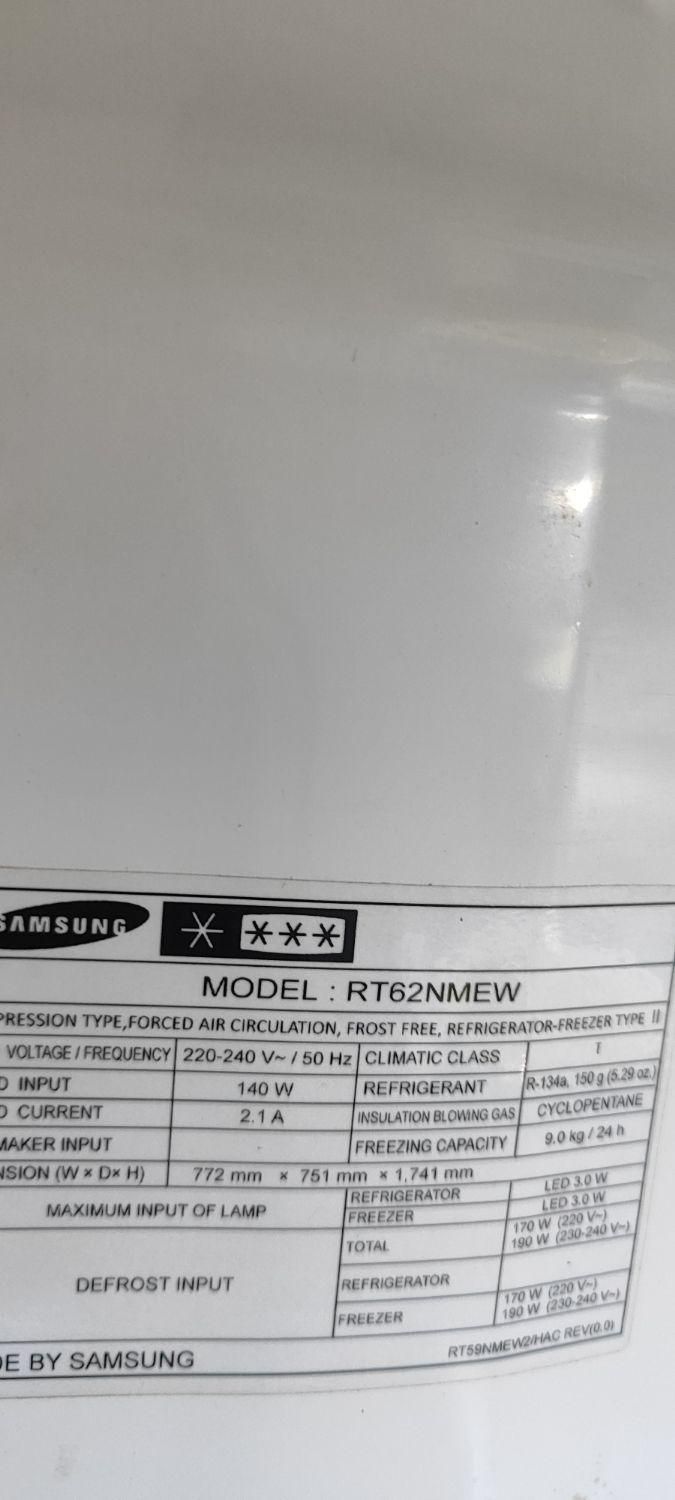 SAMSUNG
MODEL : RT62NMEW
PRESSION TYPE,FORCED AIR CIRCULATION, FROST FREE, REFRIGERATOR-FREEZER TYPE II
VOLTAGE / FREQUENCY 220-240 V~ / 50 Hz CLIMATIC CLASS T
D INPUT 140 W REFRIGERANT R-134a, 150 g (5.29 oz.)
D CURRENT 2.1 A INSULATION BLOWING GAS CYCLOPENTANE
MAKER INPUT - FREEZING CAPACITY 9.0 kg / 24 h
NSION (W × D× H) 772 mm × 751 mm × 1,741 mm
MAXIMUM INPUT OF LAMP REFRIGERATOR LED 3.0 W
FREEZER LED 3.0 W
DEFROST INPUT TOTAL 170 W (220 V~)
190 W (230-240 V~)
REFRIGERATOR -
FREEZER 170 W (220 V~)
190 W (230-240 V~)
DE BY SAMSUNG RT59NMEW2/HAC REV(0.0)